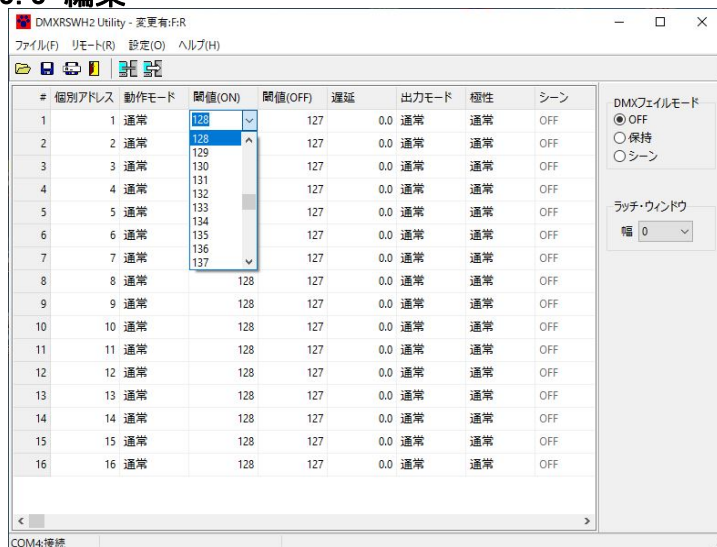 DMXRSWH2 Utility - 変更有:F:R
ファイル(F) リモート(R) 設定(O) ヘルプ(H)
# 個別アドレス 動作モード 閾値(ON) 閾値(OFF) 遅延 出力モード 極性 シーン
1 1 通常 128 127 0.0 通常 通常 OFF
2 2 通常 128 127 0.0 通常 通常 OFF
3 3 通常 129 130 127 0.0 通常 通常 OFF
4 4 通常 131 127 0.0 通常 通常 OFF
5 5 通常 132 133 127 0.0 通常 通常 OFF
6 6 通常 134 135 127 0.0 通常 通常 OFF
7 7 通常 136 137 127 0.0 通常 通常 OFF
8 8 通常 128 127 0.0 通常 通常 OFF
9 9 通常 128 127 0.0 通常 通常 OFF
10 10 通常 128 127 0.0 通常 通常 OFF
11 11 通常 128 127 0.0 通常 通常 OFF
12 12 通常 128 127 0.0 通常 通常 OFF
13 13 通常 128 127 0.0 通常 通常 OFF
14 14 通常 128 127 0.0 通常 通常 OFF
15 15 通常 128 127 0.0 通常 通常 OFF
16 16 通常 128 127 0.0 通常 通常 OFF
DMXフェイルモード
OFF
保持
シーン
ラッチ・ウィンドウ
幅 0
COM4:接続